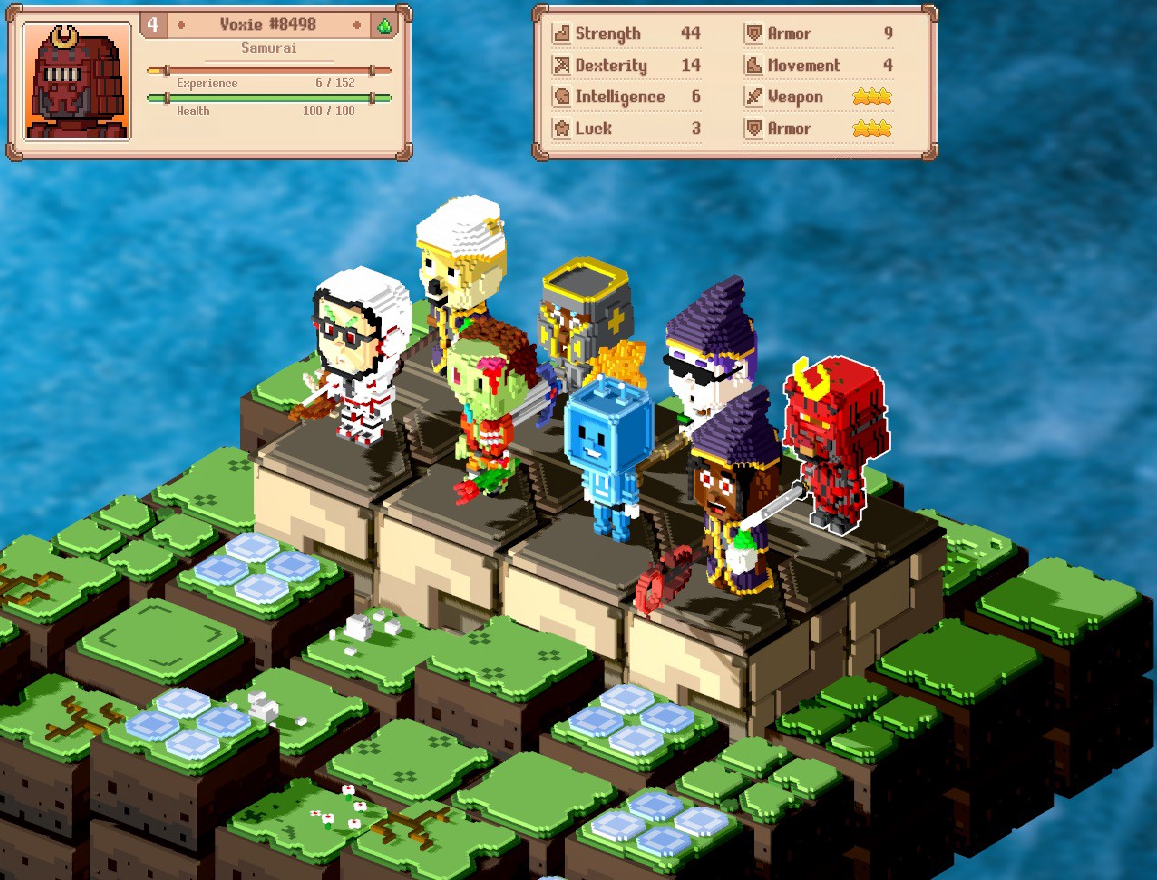 4 Voxie #8498
Samurai
Experience 6 / 152
Health 100 / 100
Strength 44 Armor 9
Dexterity 14 Movement 4
Intelligence 6 Weapon
Luck 3 Armor